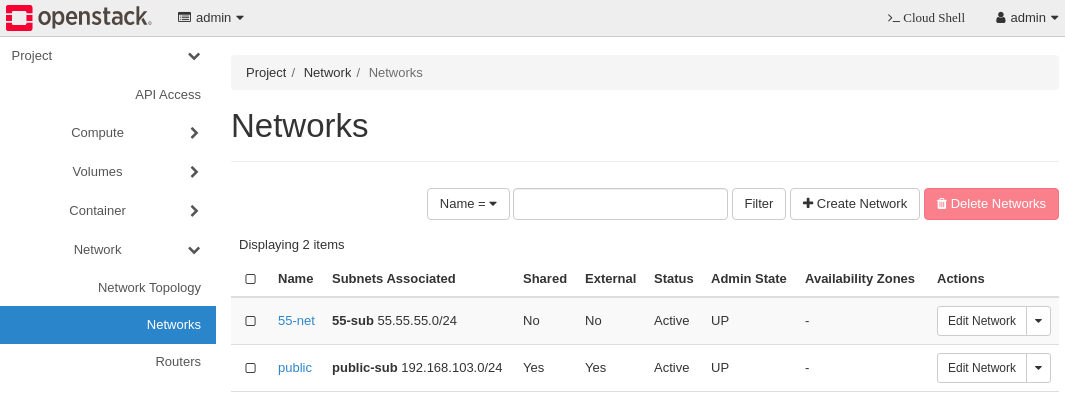 openstack. admin Cloud Shell admin
Project
API Access
Compute
Volumes
Container
Network
Network Topology
Networks
Routers
Project / Network / Networks
Networks
Name = Filter Create Network Delete Networks
Displaying 2 items
Name Subnets Associated Shared External Status Admin State Availability Zones Actions
55-net 55-sub 55.55.55.0/24 No No Active UP - Edit Network
public public-sub 192.168.103.0/24 Yes Yes Active UP - Edit Network